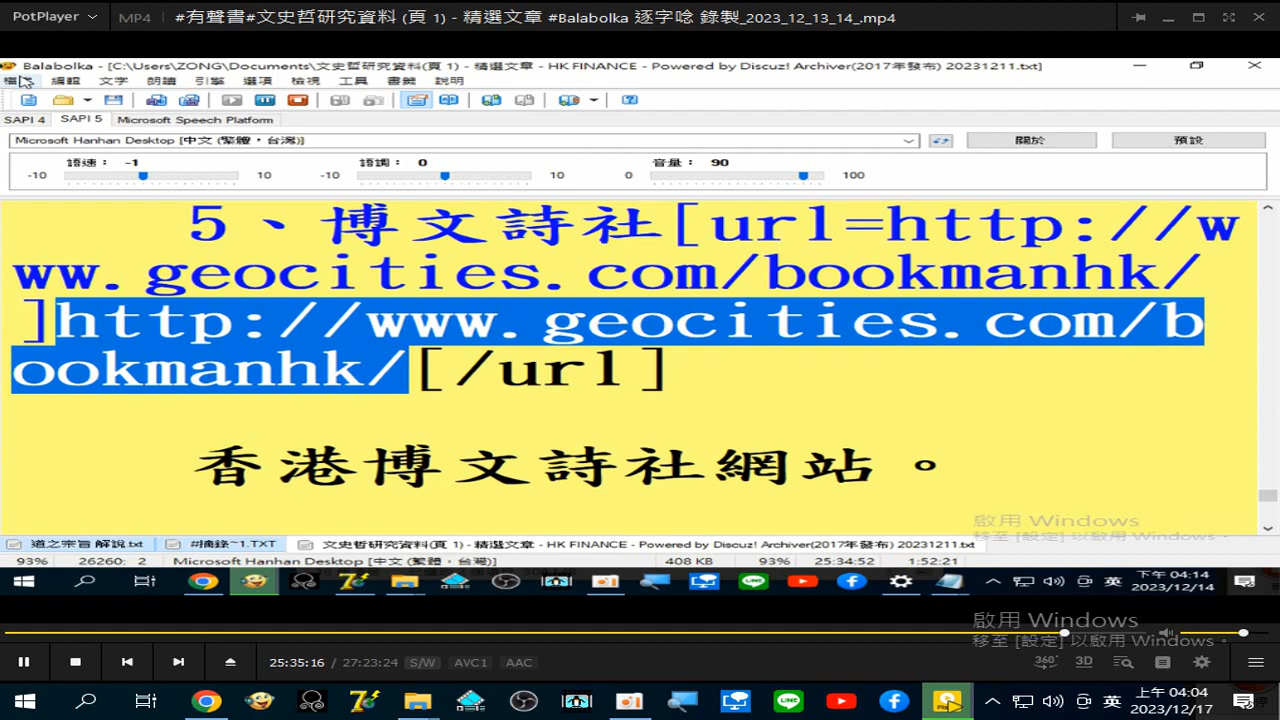 PotPlayer MP4 #有聲書#文史哲研究資料 (頁 1) - 精選文章 #Balabolka 逐字唸 錄製_2023_12_13_14_.mp4
Balabolka - [C:\Users\ZONG\Documents\文史哲研究資料(頁 1) - 精選文章 - HK FINANCE - Powered by Discuz! Archiver(2017年發布) 20231211.txt]
檔案 編輯 文字 朗讀 引擎 選項 檢視 工具 書籤 說明
SAPI 4 SAPI 5 Microsoft Speech Platform
Microsoft Hanhan Desktop [中文 (繁體，台灣)] 關於 預設
語速： -1 語調： 0 音量： 90
-10 10 -10 10 0 100
5、博文詩社[url=http://w
ww.geocities.com/bookmanhk/
]http://www.geocities.com/b
ookmanhk/[/url]
香港博文詩社網站。
啟用 Windows
移至 [設定] 以啟用 Windows。
道之宗旨 解說.txt #摘錄~1.TXT 文史哲研究資料(頁 1) - 精選文章 - HK FINANCE - Powered by Discuz! Archiver(2017年發布) 20231211.txt
93% 26260: 2 Microsoft Hanhan Desktop [中文 (繁體，台灣)] 408 KB 93% 25:34:52 1:52:21
英 下午 04:14
2023/12/14
啟用 Windows
移至 [設定] 以啟用 Windows。
25:35:16 / 27:23:24 S/W AVC1 AAC 360° 3D
英 上午 04:04
2023/12/17